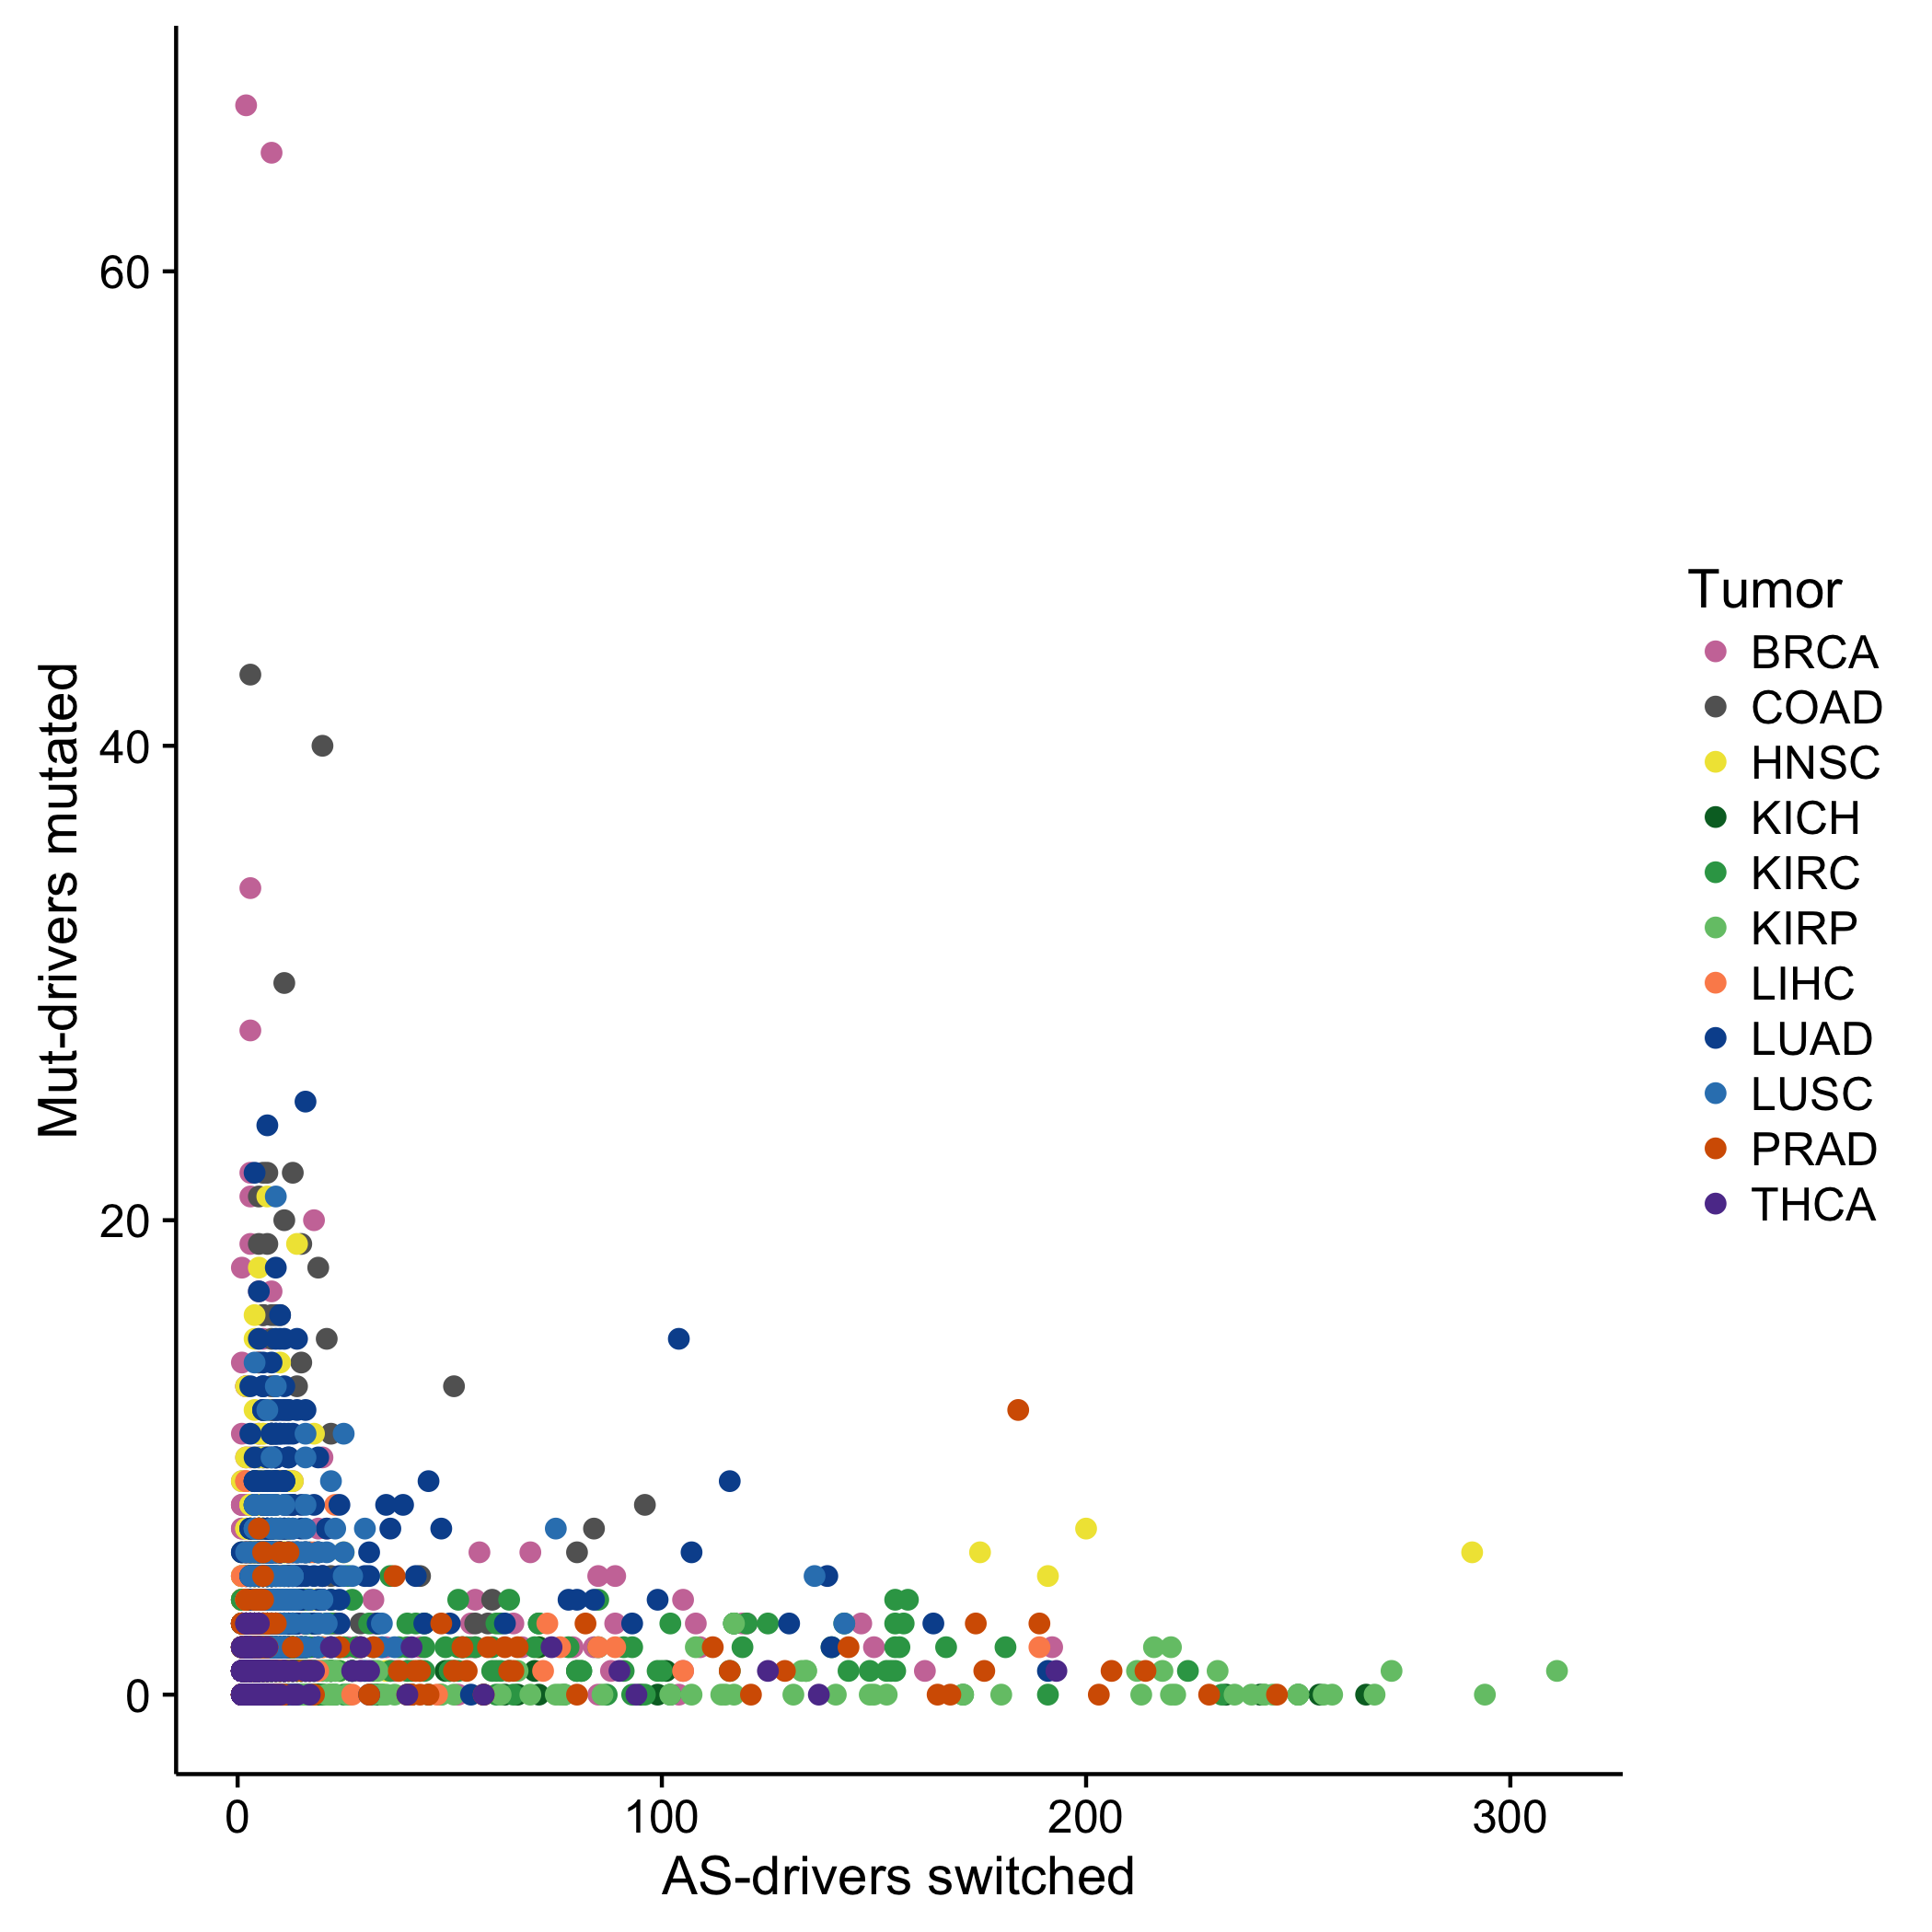 Mut-drivers mutated
60
40
20
0
0
100
200
300
AS-drivers switched
Tumor
BRCA
COAD
HNSC
KICH
KIRC
KIRP
LIHC
LUAD
LUSC
PRAD
THCA